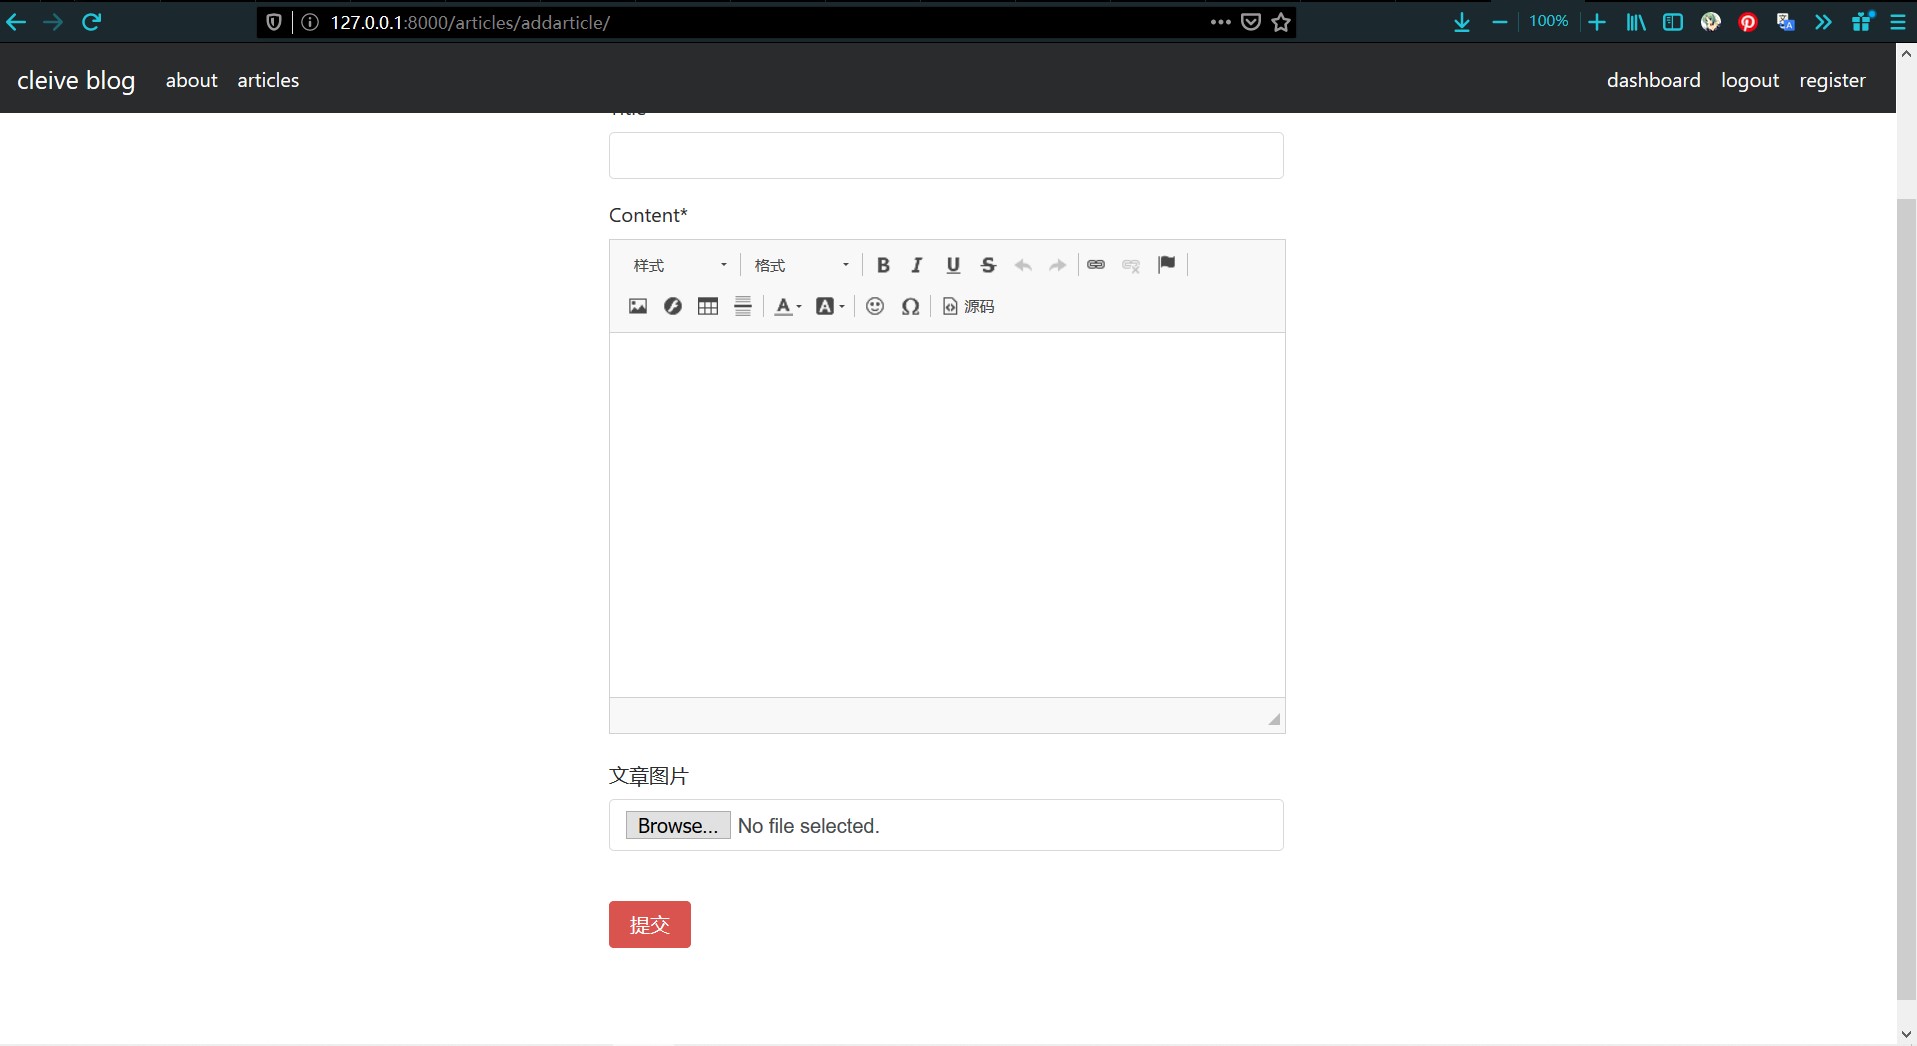 127.0.0.1:8000/articles/addarticle/
100%
cleive blog about articles dashboard logout register
Title
Content*
样式 格式 B I U S
A A Ω 源码
文章图片
Browse... No file selected.
提交